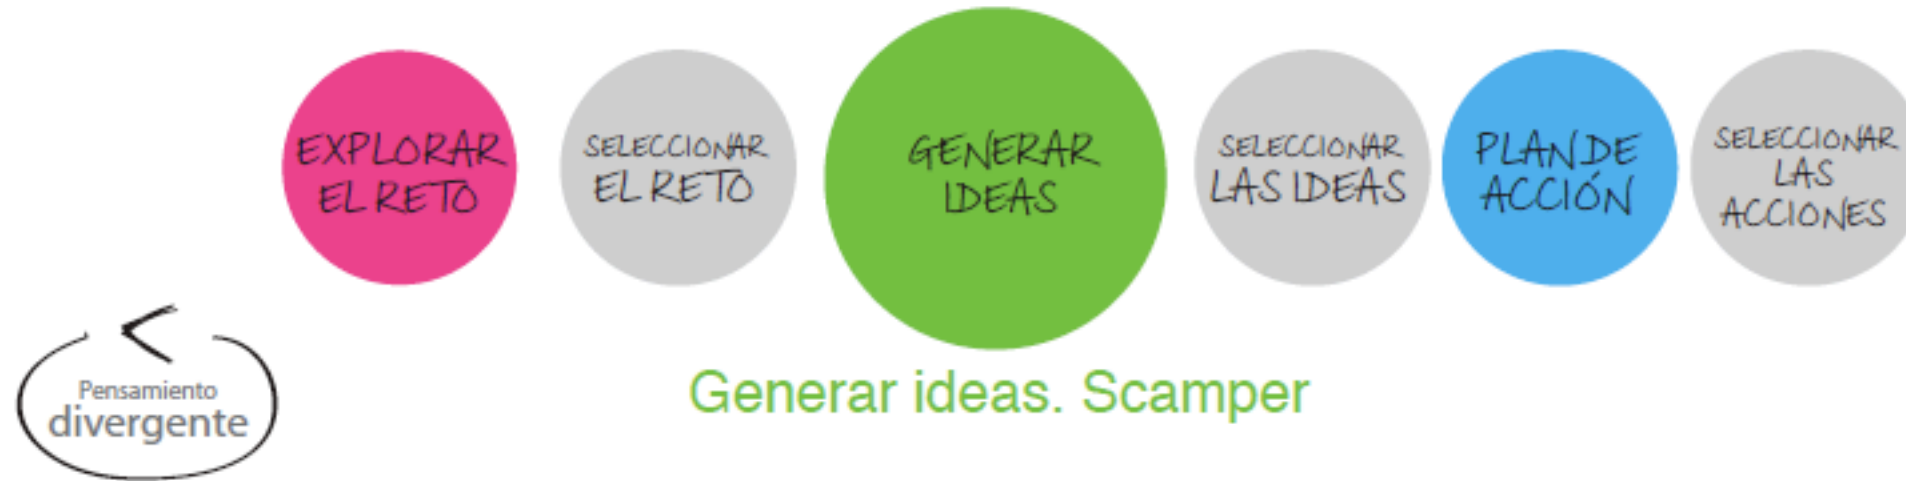 EXPLORAR
EL RETO
SELECCIONAR
EL RETO
GENERAR
IDEAS
SELECCIONAR
LAS IDEAS
PLAN DE
ACCIÓN
SELECCIONAR
LAS
ACCIONES
Pensamiento
divergente
Generar ideas. Scamper